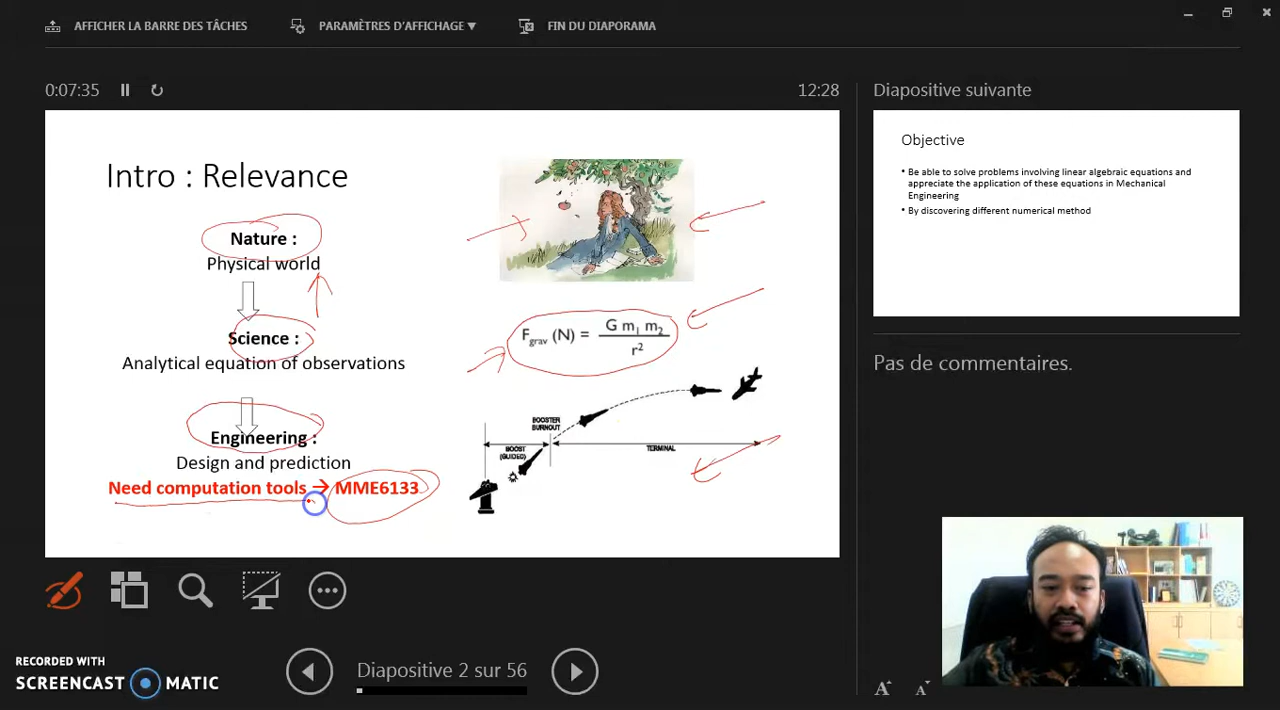 AFFICHER LA BARRE DES TÂCHES
PARAMÈTRES D'AFFICHAGE ▼
FIN DU DIAPORAMA
0:07:35
12:28
Intro : Relevance
Nature :
Physical world
Science :
Analytical equation of observations
Engineering :
Design and prediction
Need computation tools → MME6133
F grav (N) = G m1 m2 / r2
BOOSTER
BURNOUT
BOOST
(GUIDED)
TERMINAL
Diapositive suivante
Objective
• Be able to solve problems involving linear algebraic equations and
appreciate the application of these equations in Mechanical
Engineering
• By discovering different numerical method
Pas de commentaires.
Diapositive 2 sur 56
RECORDED WITH
SCREENCAST MATIC
A A